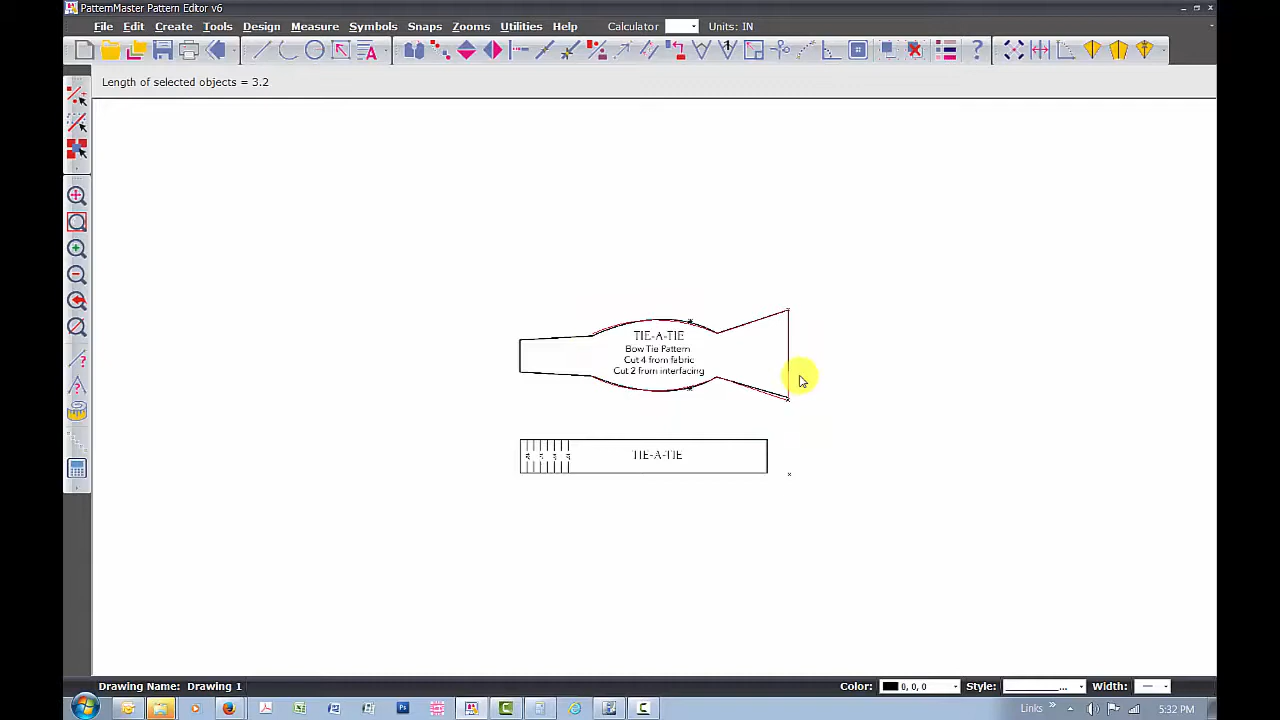 PatternMaster Pattern Editor v6
File Edit Create Tools Design Measure Symbols Snaps Zooms Utilities Help Calculator Units: IN
Length of selected objects = 3.2
TIE-A-TIE
Bow Tie Pattern
Cut 4 from fabric
Cut 2 from interfacing
TIE-A-TIE
Drawing Name: Drawing 1 Color: 0, 0, 0 Style: ... Width:
Links 5:32 PM